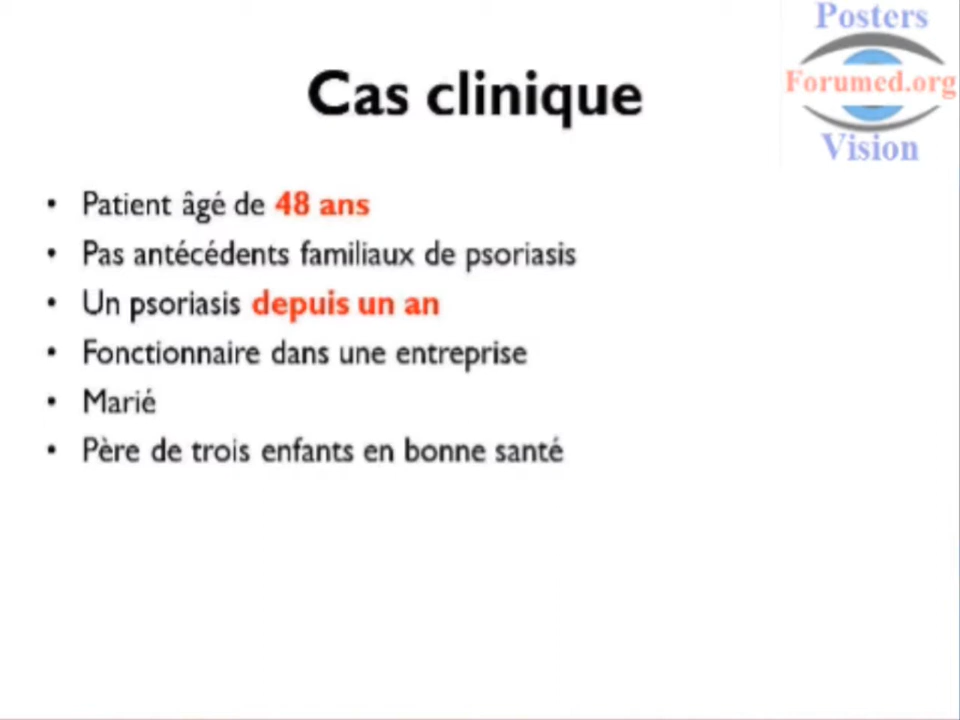 Posters
Forumed.org
Vision
Cas clinique
• Patient âgé de 48 ans
• Pas antécédents familiaux de psoriasis
• Un psoriasis depuis un an
• Fonctionnaire dans une entreprise
• Marié
• Père de trois enfants en bonne santé